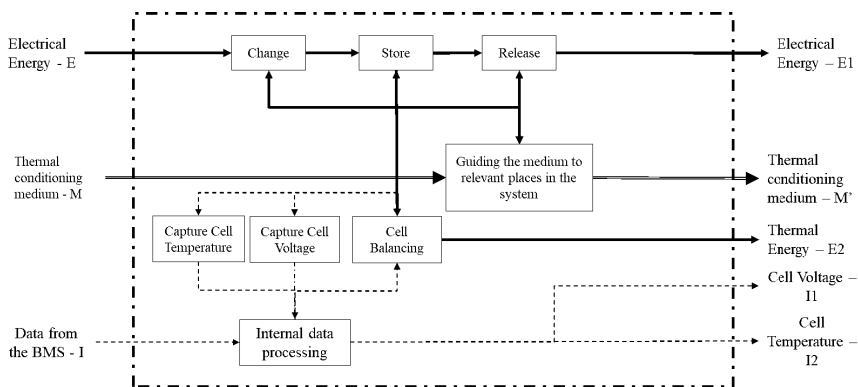 Electrical
Energy - E
Change
Store
Release
Electrical
Energy – E1
Thermal
conditioning
medium - M
Guiding the medium to
relevant places in the
system
Thermal
conditioning
medium – M'
Capture Cell
Temperature
Capture Cell
Voltage
Cell
Balancing
Thermal
Energy – E2
Cell Voltage –
I1
Data from
the BMS - I
Internal data
processing
Cell
Temperature –
I2